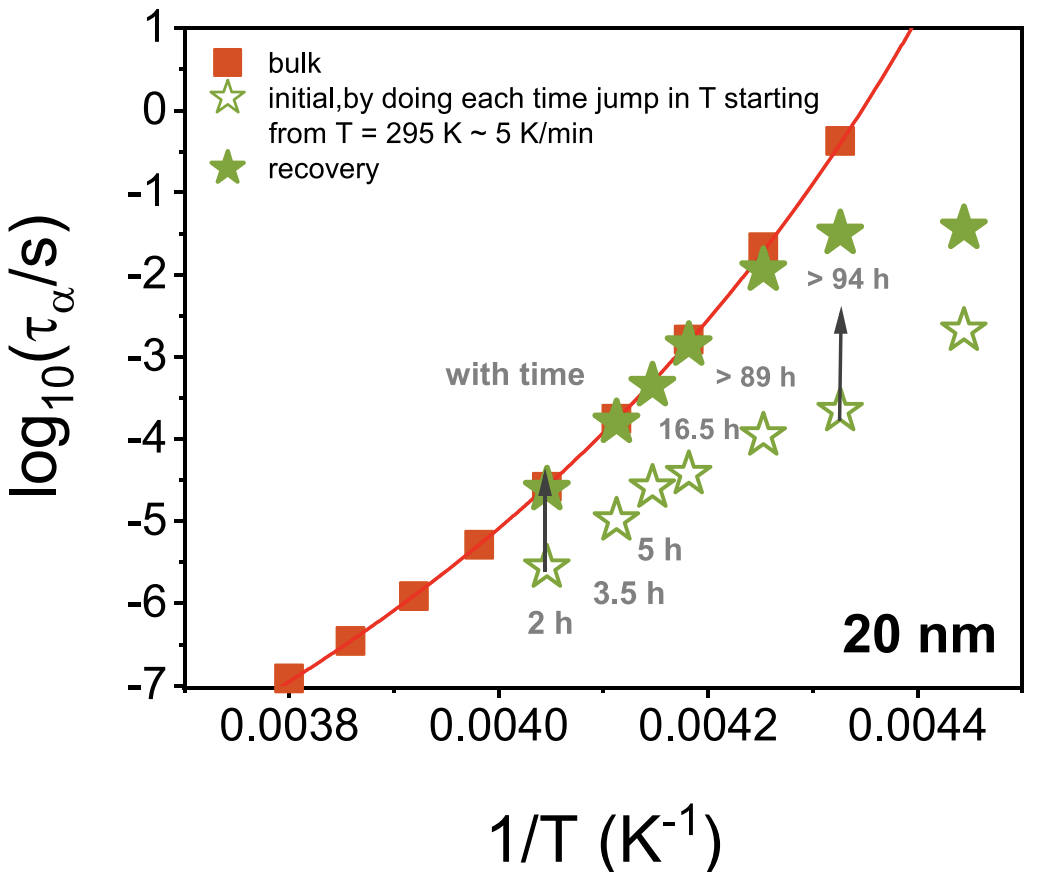 bulk
initial,by doing each time jump in T starting
from T = 295 K ~ 5 K/min
recovery
1
0
-1
-2
-3
-4
-5
-6
-7
log10(τα/s)
> 94 h
with time
> 89 h
16.5 h
5 h
3.5 h
2 h
20 nm
0.0038 0.0040 0.0042 0.0044
1/T (K-1)